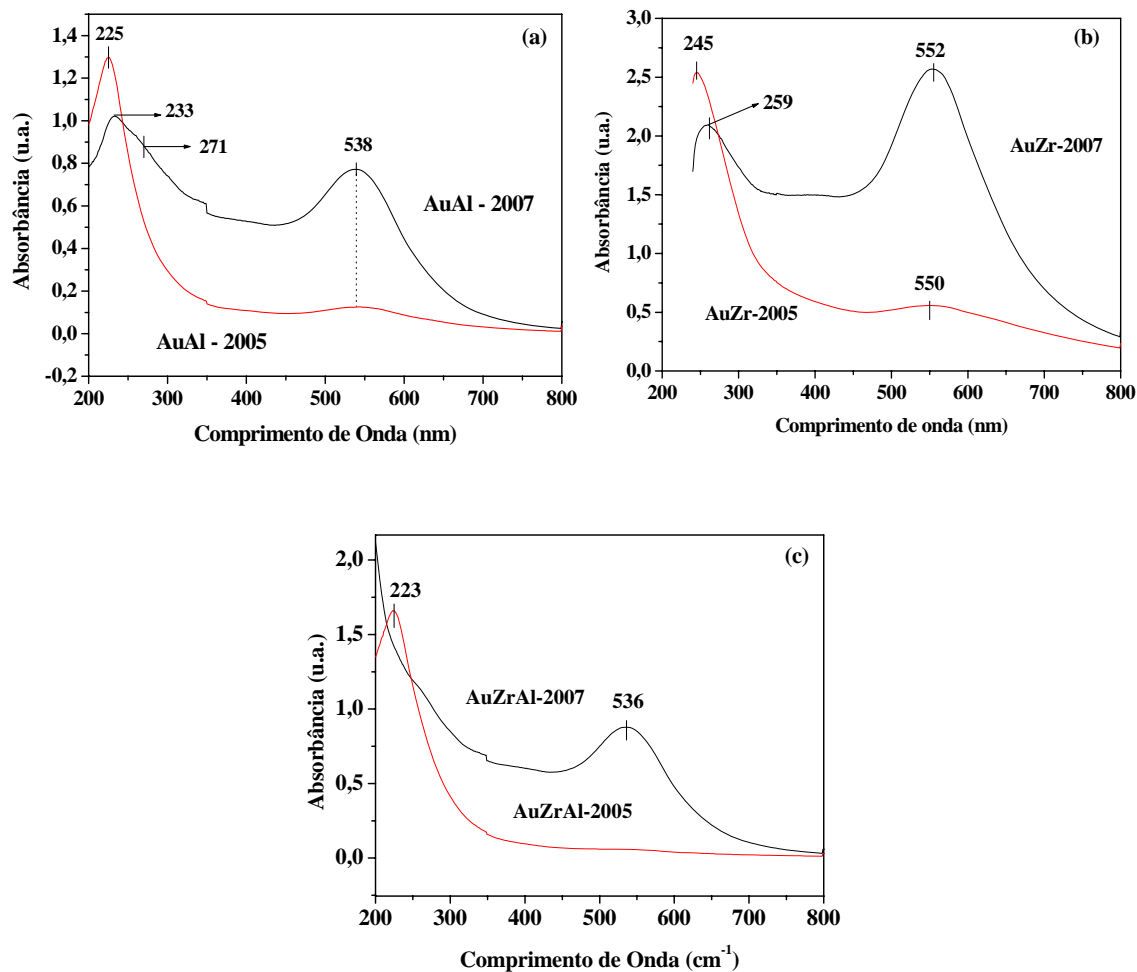 (a)
225
233
271
538
AuAl - 2007
AuAl - 2005
1,4
1,2
1,0
0,8
0,6
0,4
0,2
0,0
-0,2
200 300 400 500 600 700 800
Absorbância (u.a.)
Comprimento de Onda (nm)
(b)
245
259
552
AuZr-2007
550
AuZr-2005
3,0
2,5
2,0
1,5
1,0
0,5
0,0
200 300 400 500 600 700 800
Absorbância (u.a.)
Comprimento de onda (nm)
(c)
223
AuZrAl-2007
536
AuZrAl-2005
2,0
1,5
1,0
0,5
0,0
200 300 400 500 600 700 800
Absorbância (u.a.)
Comprimento de Onda (cm⁻¹)